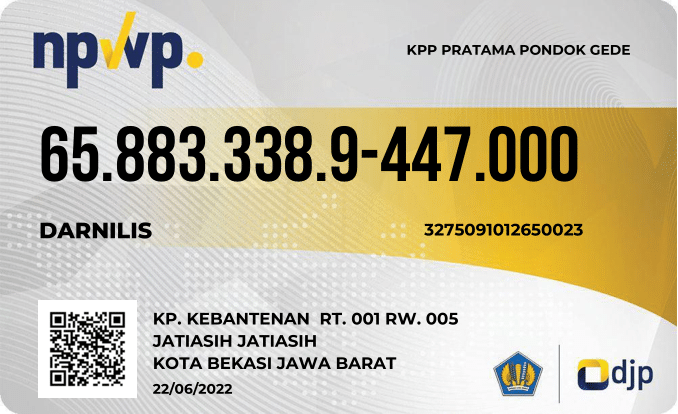 npwp.
KPP PRATAMA PONDOK GEDE
65.883.338.9-447.000
DARNILIS
3275091012650023
KP. KEBANTENAN RT. 001 RW. 005
JATIASIH JATIASIH
KOTA BEKASI JAWA BARAT
22/06/2022
djp